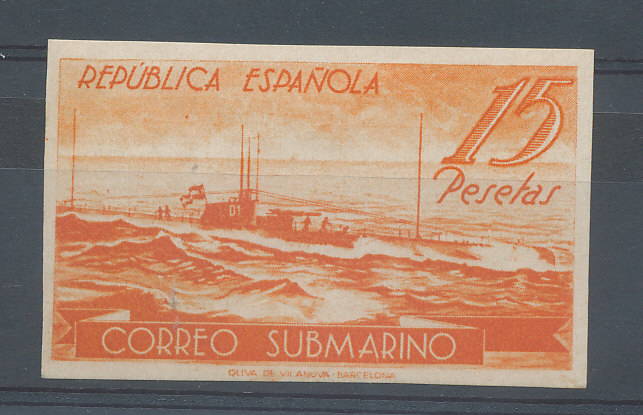 REPÚBLICA ESPAÑOLA
15
Pesetas
D1
CORREO SUBMARINO
OLIVA DE VILANOVA - BARCELONA